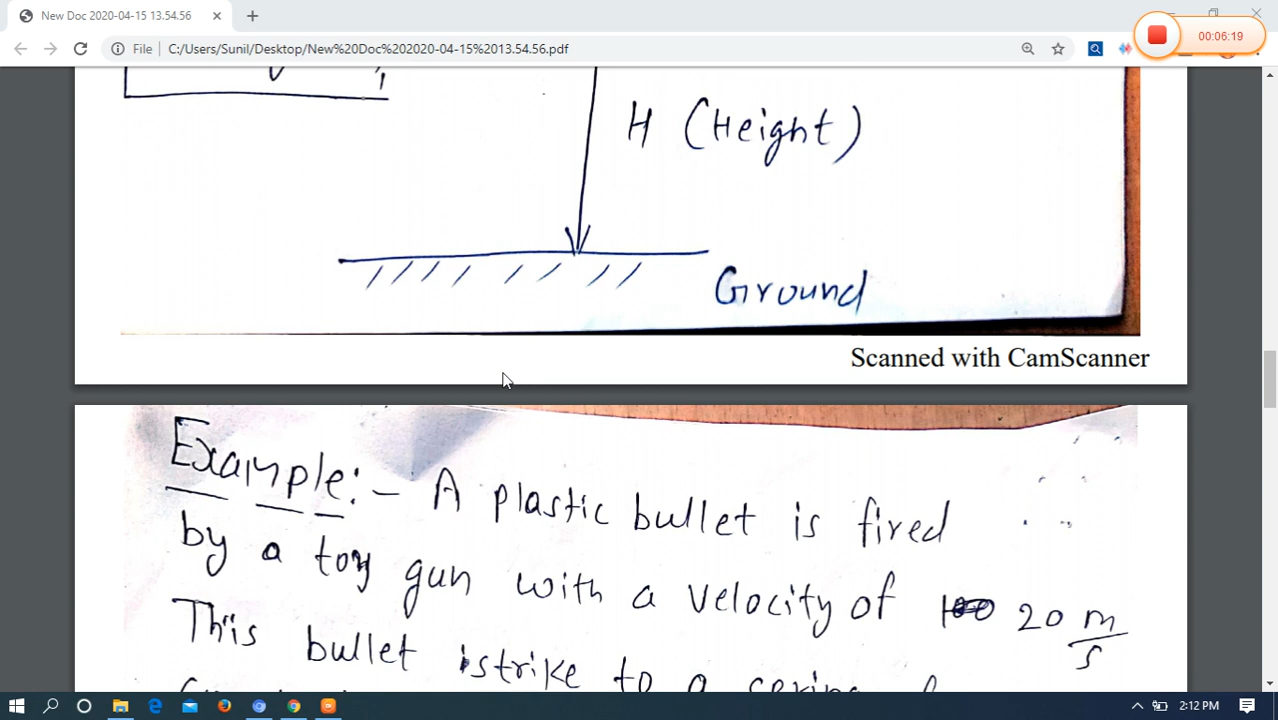 New Doc 2020-04-15 13.54.56
File C:/Users/Sunil/Desktop/New%20Doc%202020-04-15%2013.54.56.pdf
00:06:19
H (Height)
Ground
Scanned with CamScanner
Example:- A plastic bullet is fired
by a toy gun with a velocity of 20 m/s
This bullet strike to a
2:12 PM